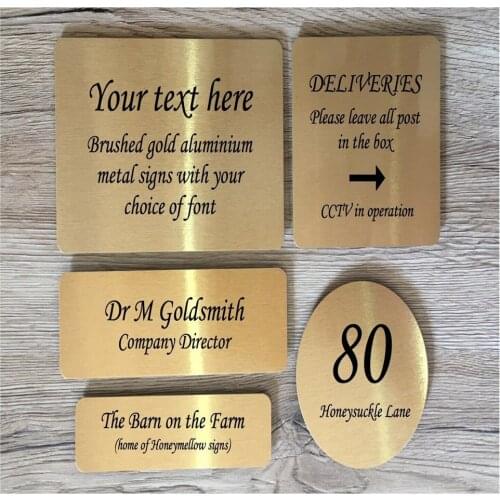 Your text here
Brushed gold aluminium
metal signs with your
choice of font
DELIVERIES
Please leave all post
in the box
CCTV in operation
Dr M Goldsmith
Company Director
80
Honeysuckle Lane
The Barn on the Farm
(home of Honeymellow signs)